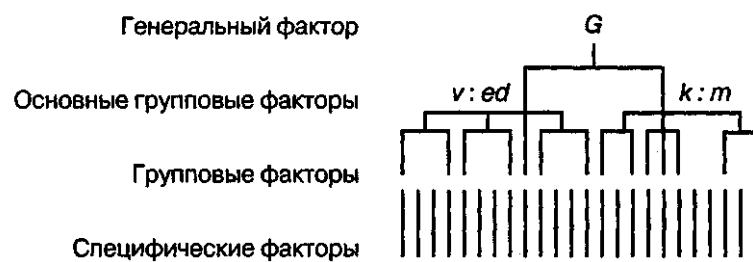 Генеральный фактор G
Основные групповые факторы v : ed k : m
Групповые факторы
Специфические факторы